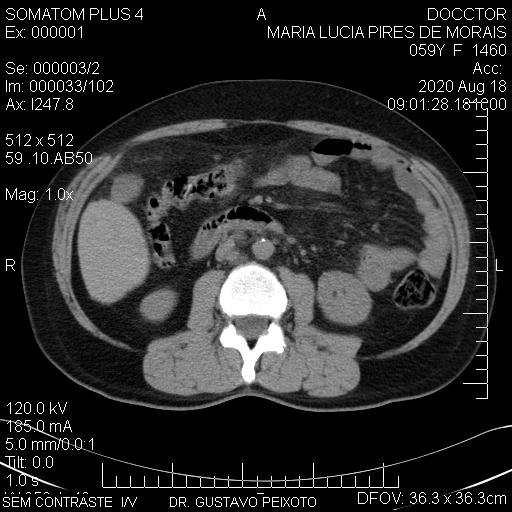 SOMATOM PLUS 4
A
DOCCTOR
Ex: 000001
MARIA LUCIA PIRES DE MORAIS
059Y F 1460
Se: 000003/2
Acc:
Im: 000033/102
2020 Aug 18
Ax: I247.8
512 x 512
59 .10.AB50
Mag: 1.0x
R
L
120.0 kV
185.0 mA
5.0 mm/0.0:1
Tilt: 0.0
1.0 s
DFOV: 36.3 x 36.3cm
SEM CONTRASTE I/V
DR. GUSTAVO PEIXOTO